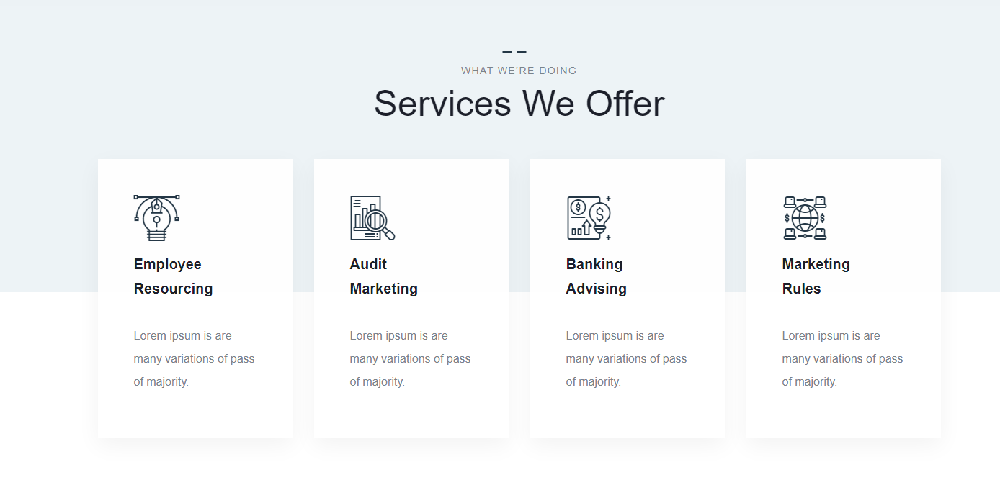 WHAT WE'RE DOING
Services We Offer
Employee
Resourcing
Lorem ipsum is are
many variations of pass
of majority.
Audit
Marketing
Lorem ipsum is are
many variations of pass
of majority.
Banking
Advising
Lorem ipsum is are
many variations of pass
of majority.
Marketing
Rules
Lorem ipsum is are
many variations of pass
of majority.